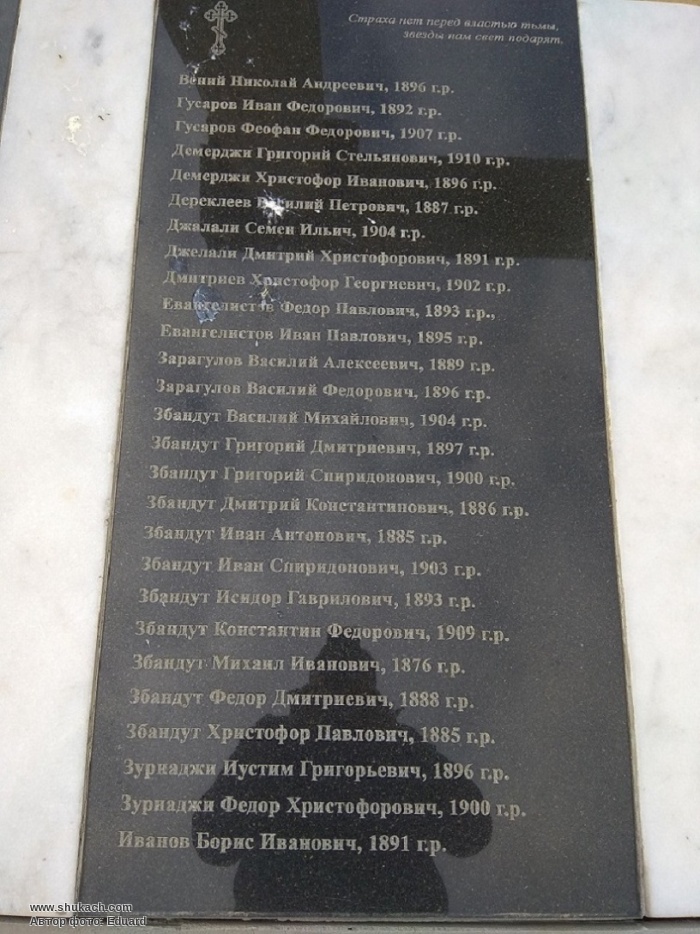 Страха нет перед властью тьмы,
звезды нам свет подарят.
Вений Николай Андреевич, 1896 г.р.
Гусаров Иван Федорович, 1892 г.р.
Гусаров Феофан Федорович, 1907 г.р.
Демерджи Григорий Стельянович, 1910 г.р.
Демерджи Христофор Иванович, 1896 г.р.
Дереклеев Василий Петрович, 1887 г.р.
Джалали Семен Ильич, 1904 г.р.
Джелали Дмитрий Христофорович, 1891 г.р.
Дмитриев Христофор Георгиевич, 1902 г.р.
Евангелистов Федор Павлович, 1893 г.р.,
Евангелистов Иван Павлович, 1895 г.р.
Зарагулов Василий Алексеевич, 1889 г.р.
Зарагулов Василий Федорович, 1896 г.р.
Збандут Василий Михайлович, 1904 г.р.
Збандут Григорий Дмитриевич, 1897 г.р.
Збандут Григорий Спиридонович, 1900 г.р.
Збандут Дмитрий Константинович, 1886 г.р.
Збандут Иван Антонович, 1885 г.р.
Збандут Иван Спиридонович, 1903 г.р.
Збандут Исидор Гаврилович, 1893 г.р.
Збандут Константин Федорович, 1909 г.р.
Збандут Михаил Иванович, 1876 г.р.
Збандут Федор Дмитриевич, 1888 г.р.
Збандут Христофор Павлович, 1885 г.р.
Зурнаджи Иустим Григорьевич, 1896 г.р.
Зурнаджи Федор Христофорович, 1900 г.р.
Иванов Борис Иванович, 1891 г.р.
www.shukach.com
Автор фото: Eduard